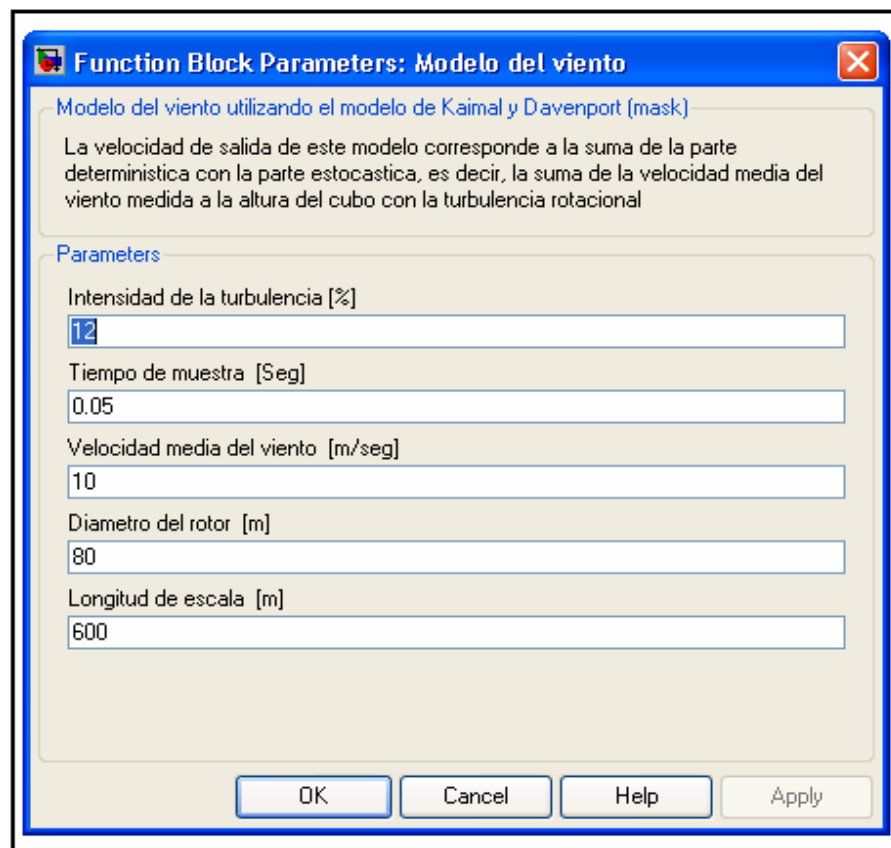 Function Block Parameters: Modelo del viento
Modelo del viento utilizando el modelo de Kaimal y Davenport (mask)
La velocidad de salida de este modelo corresponde a la suma de la parte
deterministica con la parte estocastica, es decir, la suma de la velocidad media del
viento medida a la altura del cubo con la turbulencia rotacional
Parameters
Intensidad de la turbulencia [%]
12
Tiempo de muestra [Seg]
0.05
Velocidad media del viento [m/seg]
10
Diametro del rotor [m]
80
Longitud de escala [m]
600
OK Cancel Help Apply